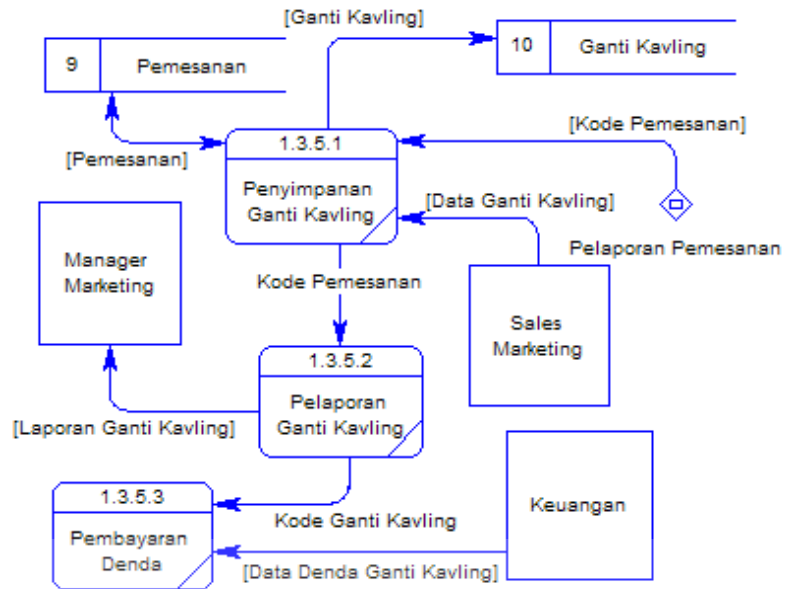 [Ganti Kavling]
9
Pemesanan
10
Ganti Kavling
[Pemesanan]
1.3.5.1
Penyimpanan
Ganti Kavling
[Kode Pemesanan]
[Data Ganti Kavling]
Pelaporan Pemesanan
Manager
Marketing
Kode Pemesanan
Sales
Marketing
1.3.5.2
Pelaporan
Ganti Kavling
[Laporan Ganti Kavling]
1.3.5.3
Pembayaran
Denda
Kode Ganti Kavling
Keuangan
[Data Denda Ganti Kavling]